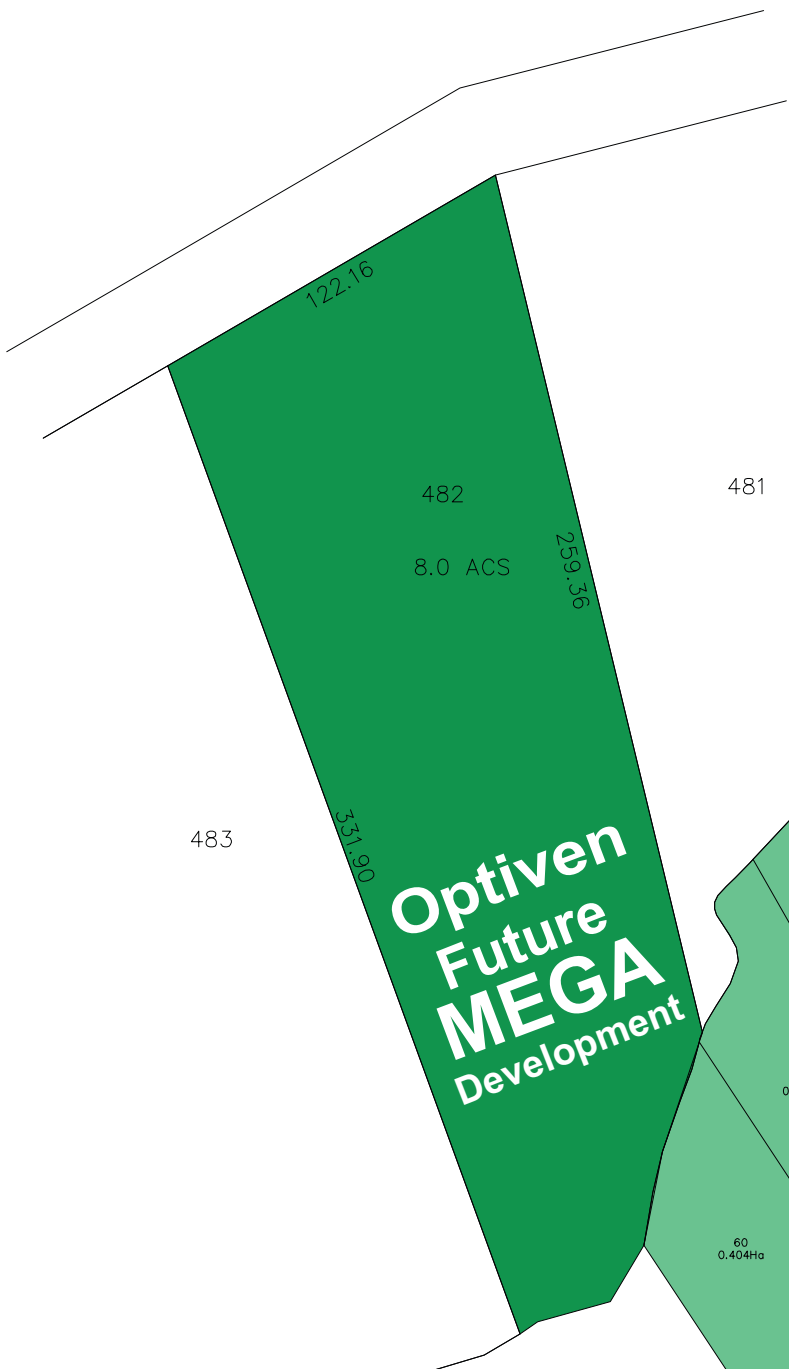 122.16
482
481
8.0 ACS
259.36
483
331.90
Optiven
Future
MEGA
Development
60
0.404Ha